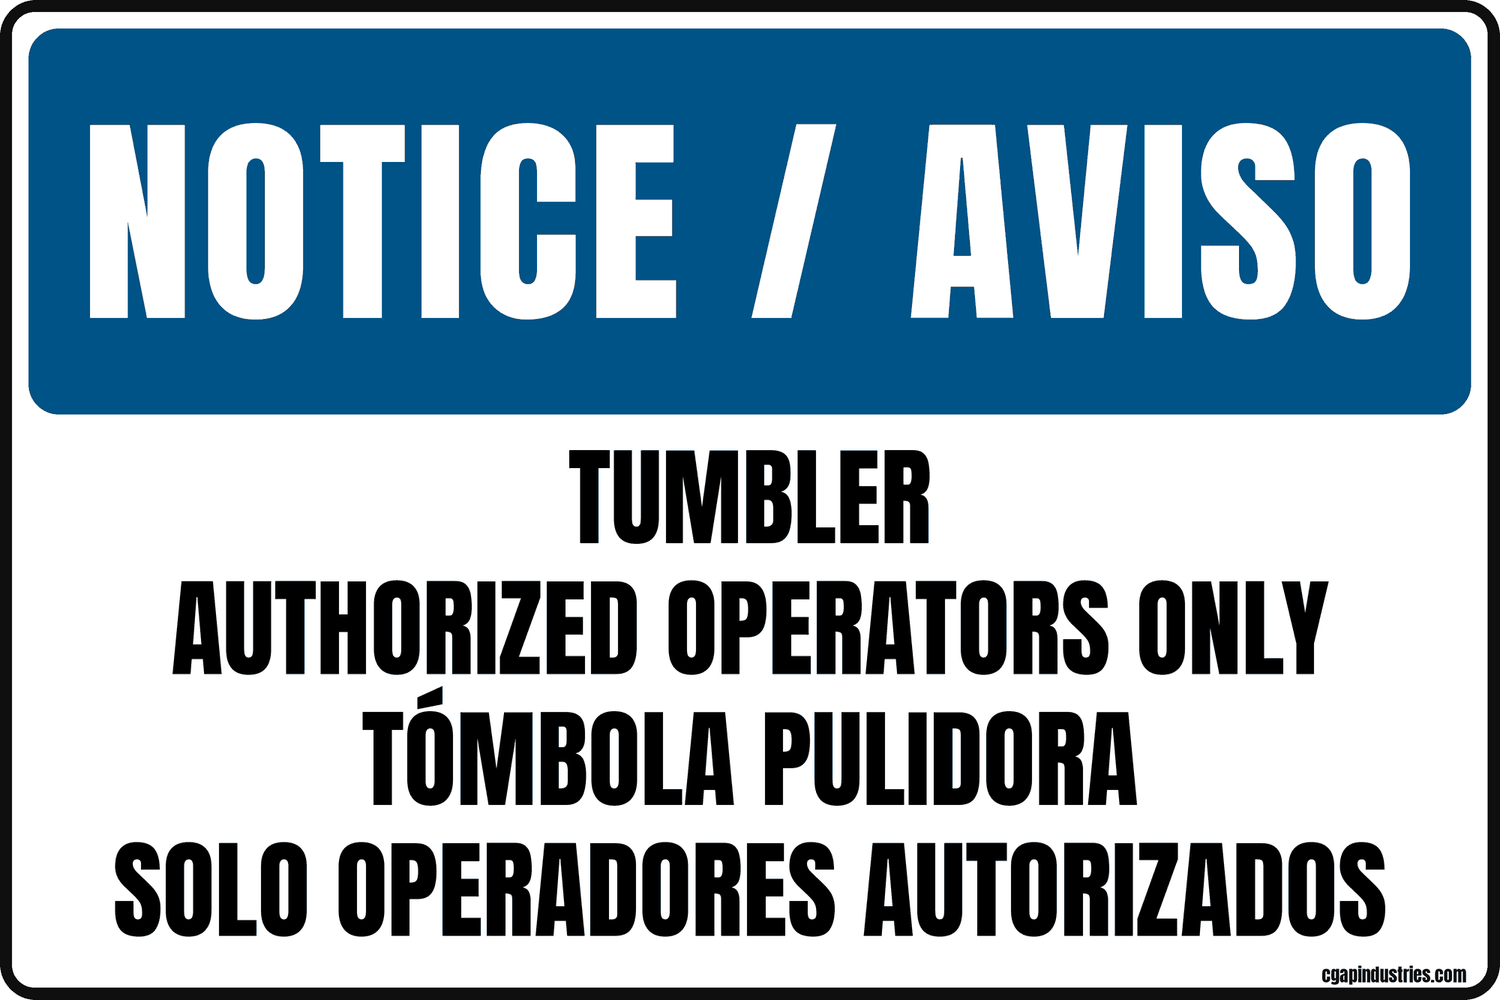 NOTICE / AVISO
TUMBLER
AUTHORIZED OPERATORS ONLY
TÓMBOLA PULIDORA
SOLO OPERADORES AUTORIZADOS
cgapindustries.com